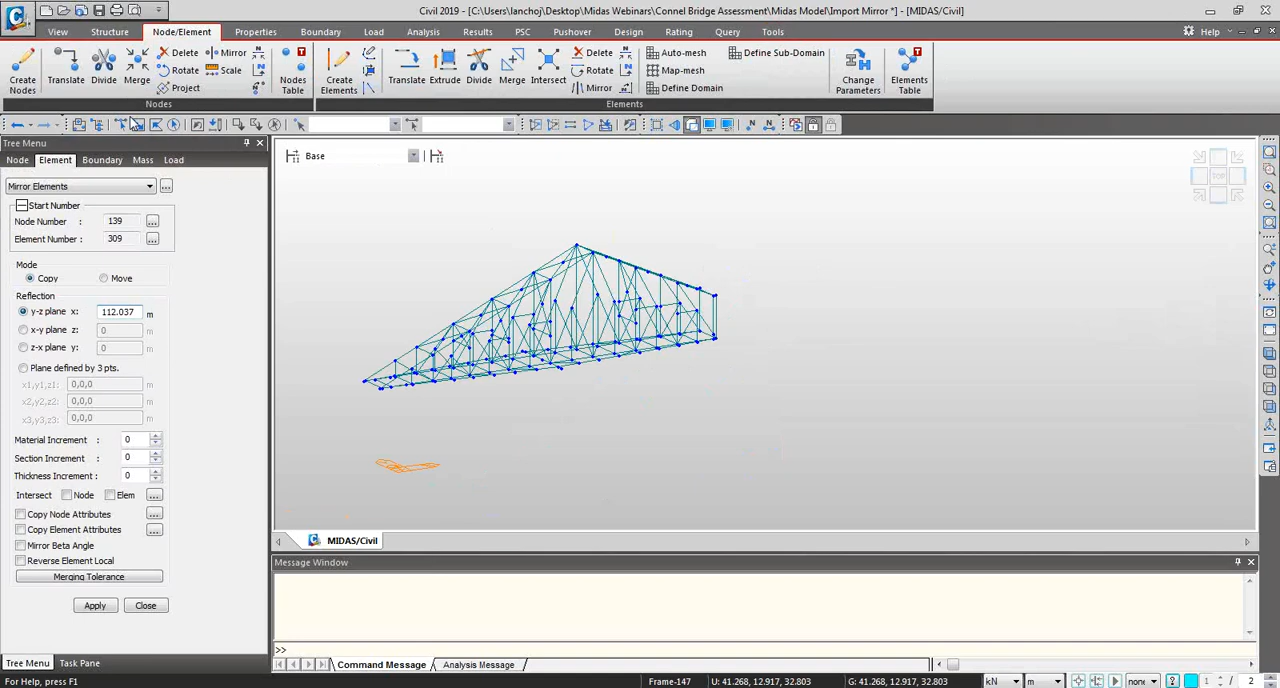 Civil 2019 - [C:\Users\lanchoj\Desktop\Midas Webinars\Connel Bridge Assessment\Midas Model\Import Mirror *] - [MIDAS/Civil]
View Structure Node/Element Properties Boundary Load Analysis Results PSC Pushover Design Rating Query Tools Help
Create Nodes Translate Divide Merge Delete Rotate Project Mirror Scale Nodes Table
Create Elements Translate Extrude Divide Merge Intersect Delete Rotate Mirror Auto-mesh Map-mesh Define Domain Define Sub-Domain Change Parameters Elements Table
Nodes Elements
Tree Menu
Node Element Boundary Mass Load
Base
TOP
Mirror Elements
Start Number
Node Number : 139
Element Number : 309
Mode
Copy Move
Reflection
y-z plane x: 112.037 m
x-y plane z: 0 m
z-x plane y: 0 m
Plane defined by 3 pts.
x1,y1,z1: 0,0,0 m
x2,y2,z2: 0,0,0 m
x3,y3,z3: 0,0,0 m
Material Increment : 0
Section Increment : 0
Thickness Increment : 0
Intersect Node Elem
Copy Node Attributes
Copy Element Attributes
Mirror Beta Angle
Reverse Element Local
Merging Tolerance
Apply Close
MIDAS/Civil
Message Window
>>
Command Message Analysis Message
Tree Menu Task Pane
For Help, press F1
Frame-147 U: 41.268, 12.917, 32.803 G: 41.268, 12.917, 32.803 kN m none 1 / 2